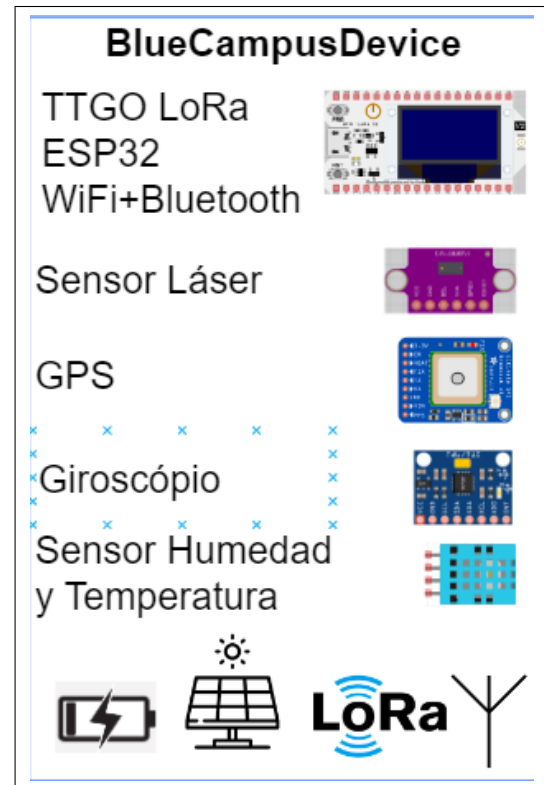 BlueCampusDevice
TTGO LoRa
ESP32
WiFi+Bluetooth
Sensor Láser
GPS
Giroscópio
Sensor Humedad
y Temperatura
LoRa